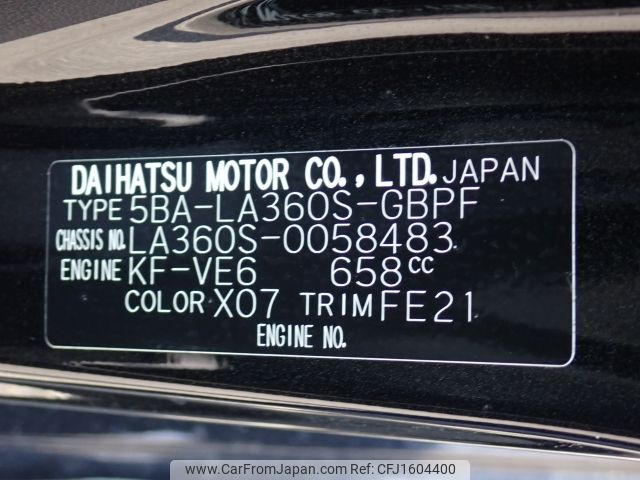 DAIHATSU MOTOR CO., LTD. JAPAN
TYPE 5BA-LA360S-GBPF
CHASSIS NO. LA360S-0058483
ENGINE KF-VE6 658CC
COLOR X07 TRIM FE21
ENGINE NO.
www.CarFromJapan.com | Ref.No: CFJ1604400